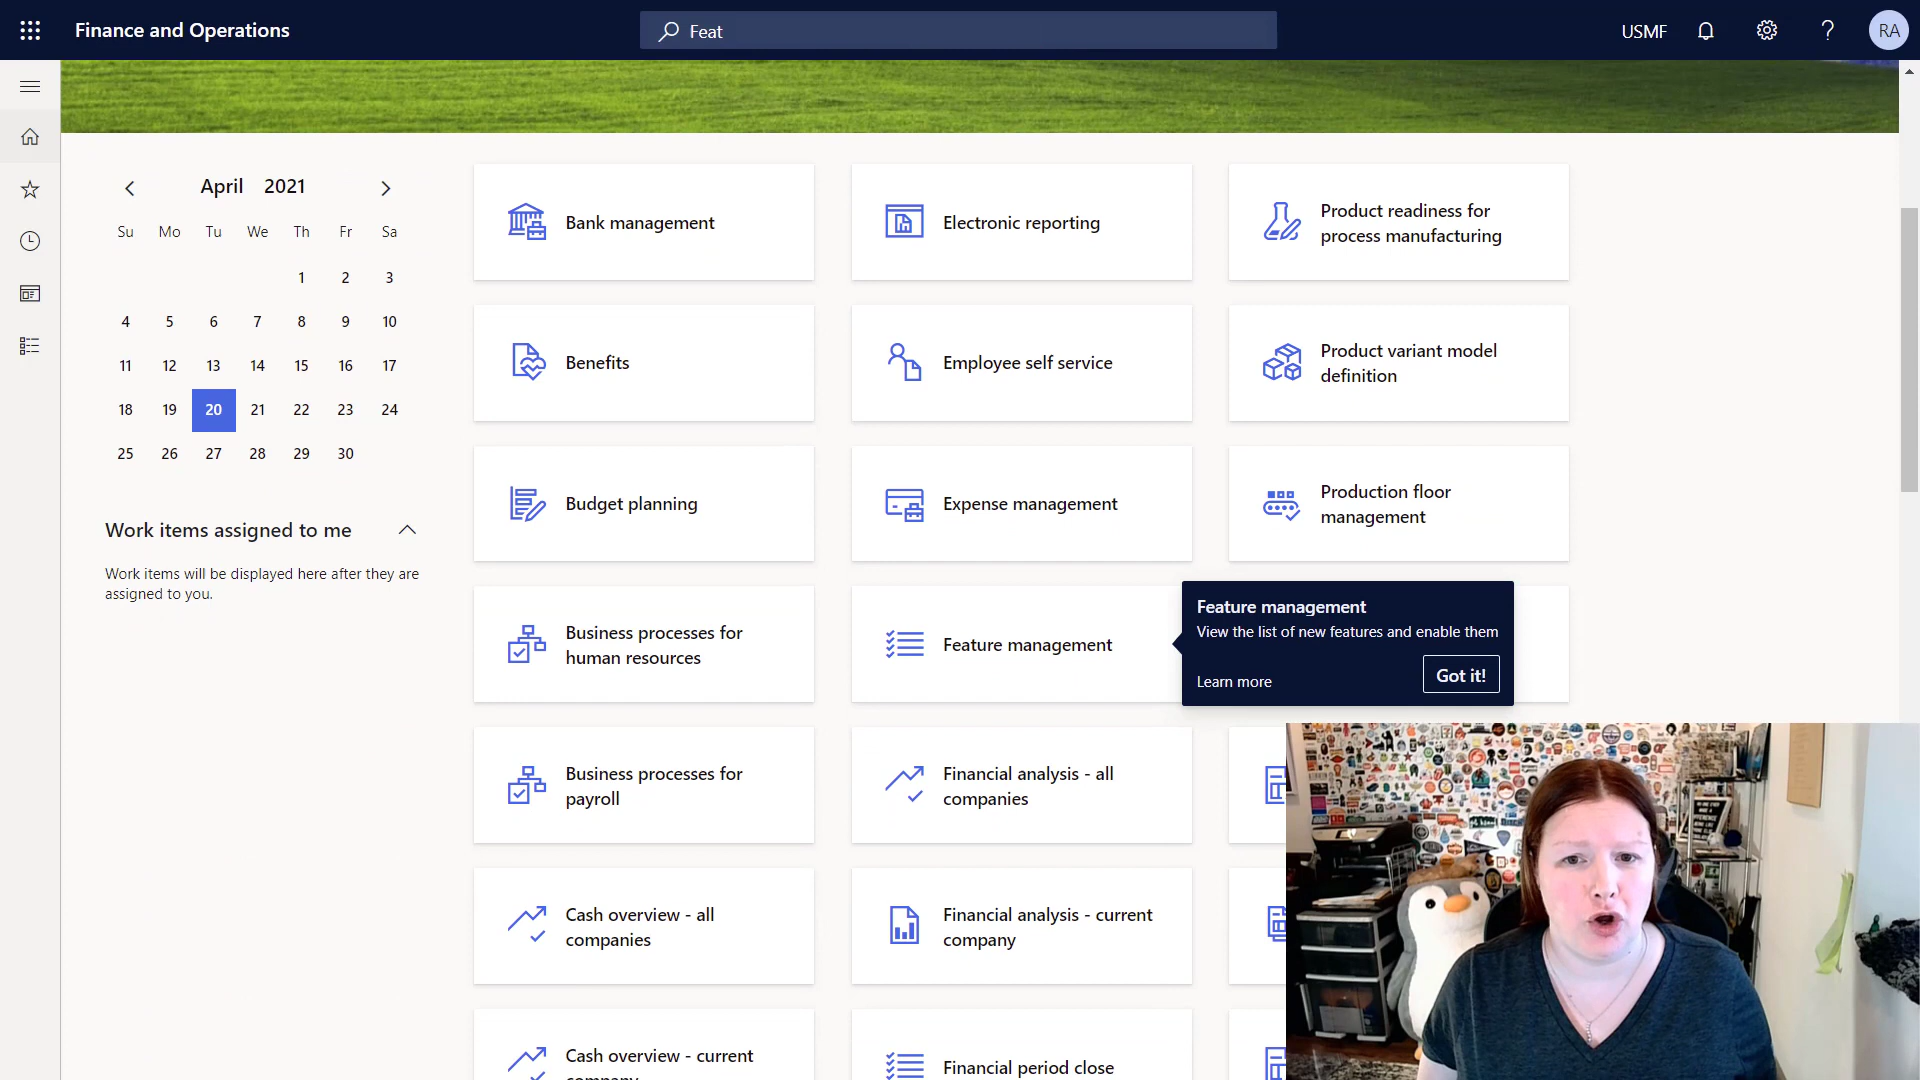 Finance and Operations
Feat
USMF
RA
April 2021
Su Mo Tu We Th Fr Sa
1 2 3
4 5 6 7 8 9 10
11 12 13 14 15 16 17
18 19 20 21 22 23 24
25 26 27 28 29 30
Work items assigned to me
Work items will be displayed here after they are
assigned to you.
Bank management
Electronic reporting
Product readiness for
process manufacturing
Benefits
Employee self service
Product variant model
definition
Budget planning
Expense management
Production floor
management
Business processes for
human resources
Feature management
Feature management
View the list of new features and enable them
Learn more
Got it!
Business processes for
payroll
Financial analysis - all
companies
Cash overview - all
companies
Financial analysis - current
company
Cash overview - current
Financial period close